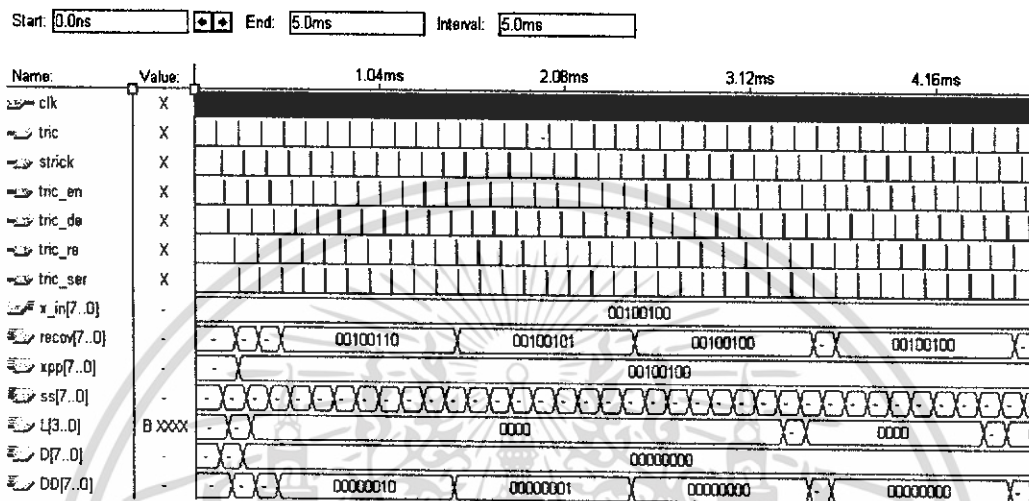 Start: 0.0ns End: 5.0ms Interval: 5.0ms
Name: Value: 1.04ms 2.08ms 3.12ms 4.16ms
clk X
tric X
strick X
tric_en X
tric_de X
tric_re X
tric_ser X
x_in[7..0] - 00100100
recov[7..0] - 00100110 00100101 00100100 00100100
xpp[7..0] - 00100100
ss[7..0] -
L[3..0] B XXXX 0000 0000
D[7..0] - 00000000
DD[7..0] - 00000010 00000001 00000000 00000000